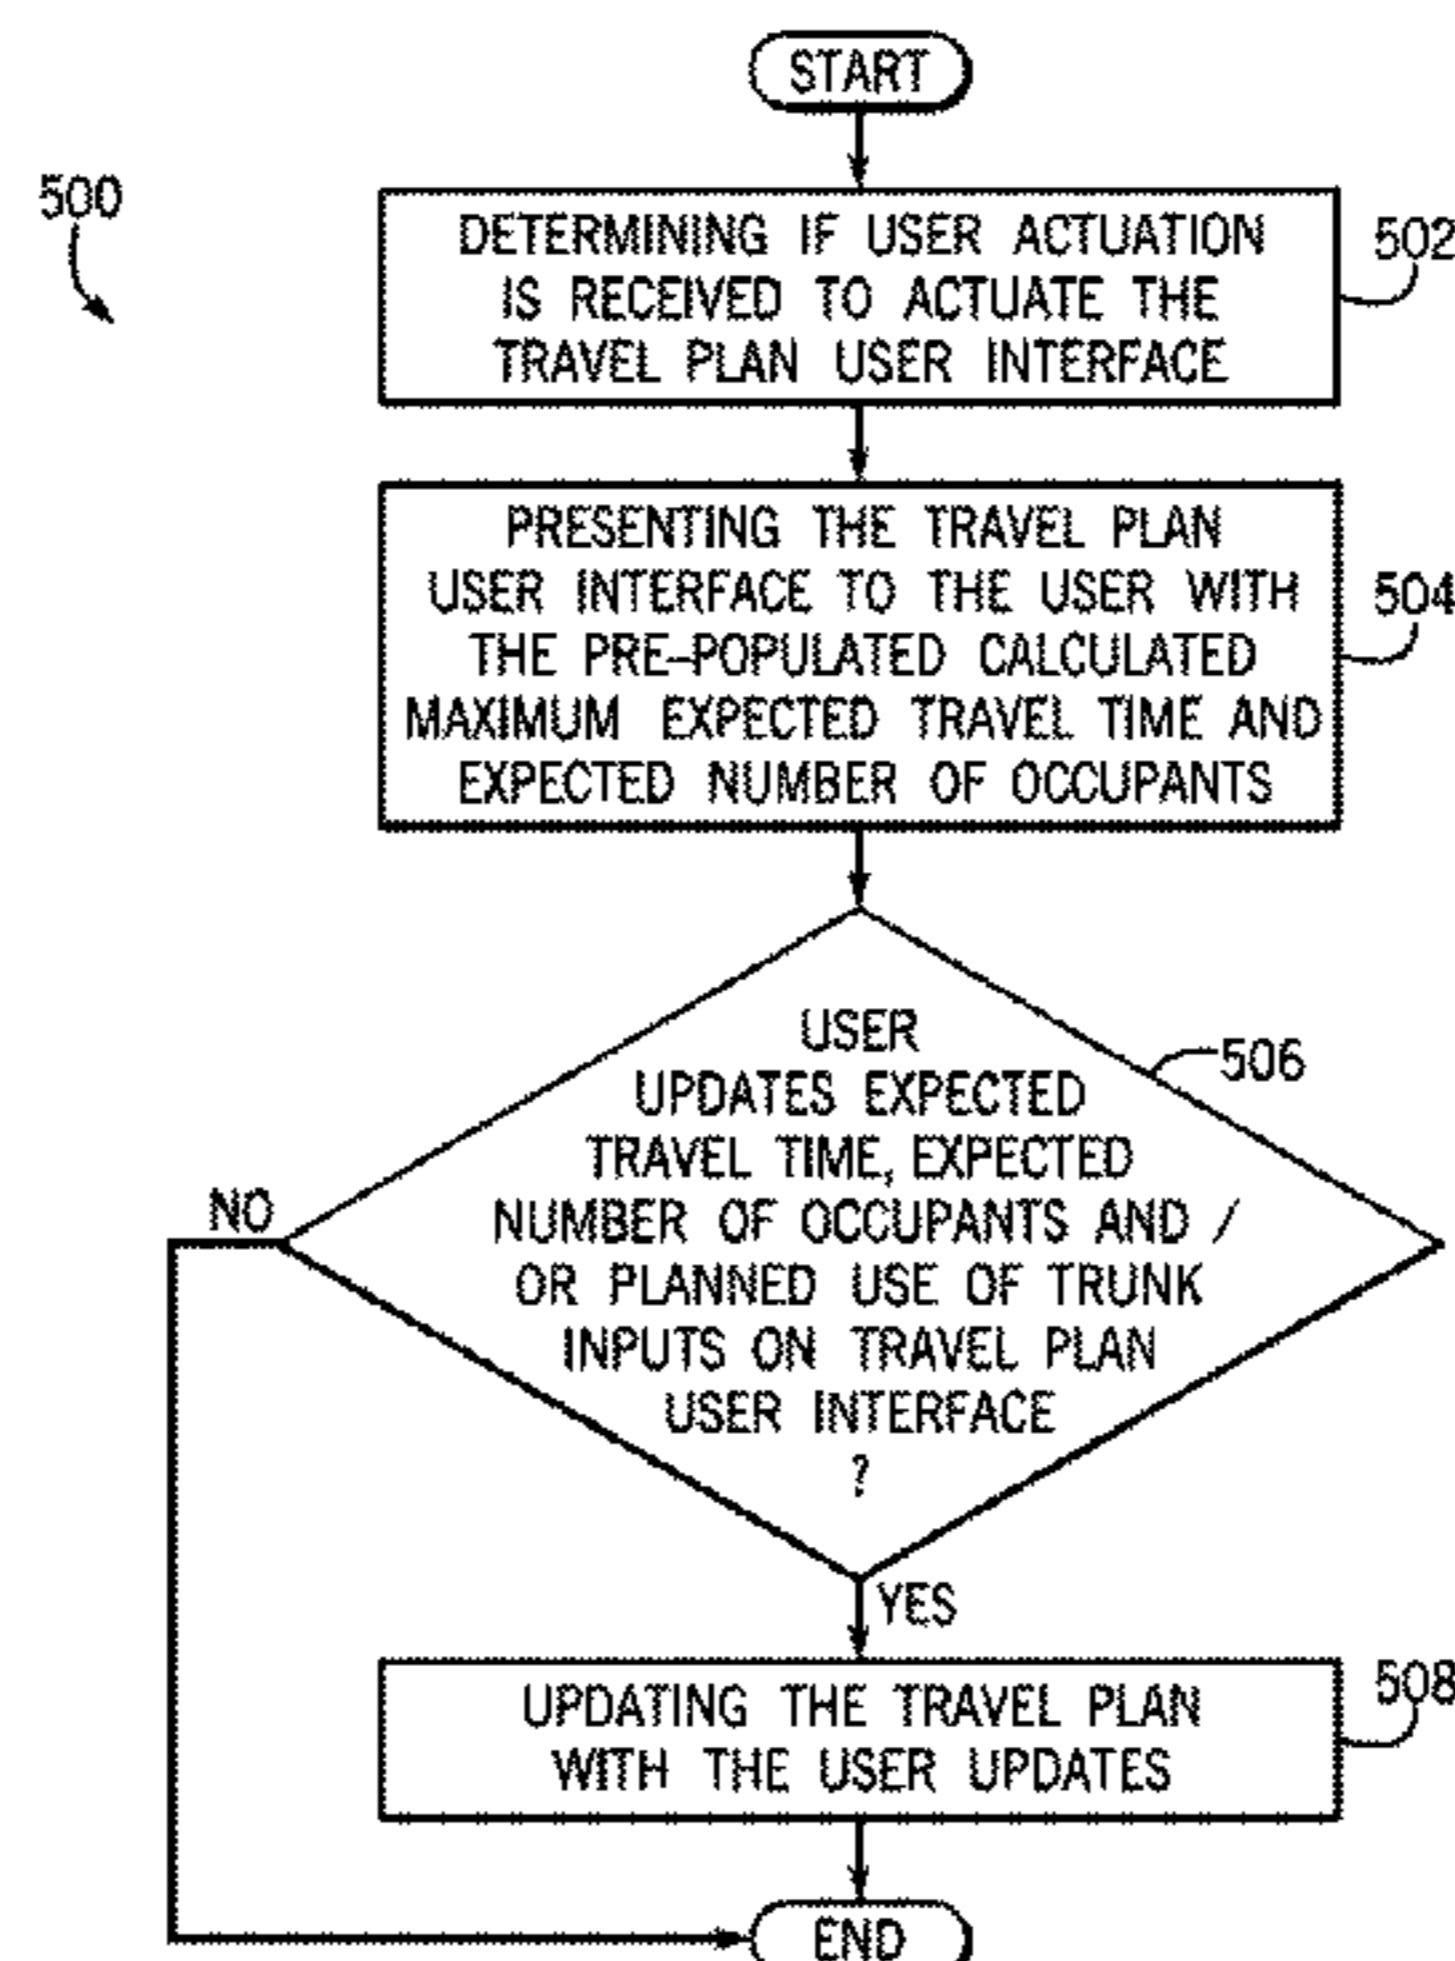 START
500
DETERMINING IF USER ACTUATION
IS RECEIVED TO ACTUATE THE
TRAVEL PLAN USER INTERFACE
502
PRESENTING THE TRAVEL PLAN
USER INTERFACE TO THE USER WITH
THE PRE-POPULATED CALCULATED
MAXIMUM EXPECTED TRAVEL TIME AND
EXPECTED NUMBER OF OCCUPANTS
504
USER
UPDATES EXPECTED
TRAVEL TIME, EXPECTED
NUMBER OF OCCUPANTS AND /
OR PLANNED USE OF TRUNK
INPUTS ON TRAVEL PLAN
USER INTERFACE
?
506
NO
YES
UPDATING THE TRAVEL PLAN
WITH THE USER UPDATES
508
END